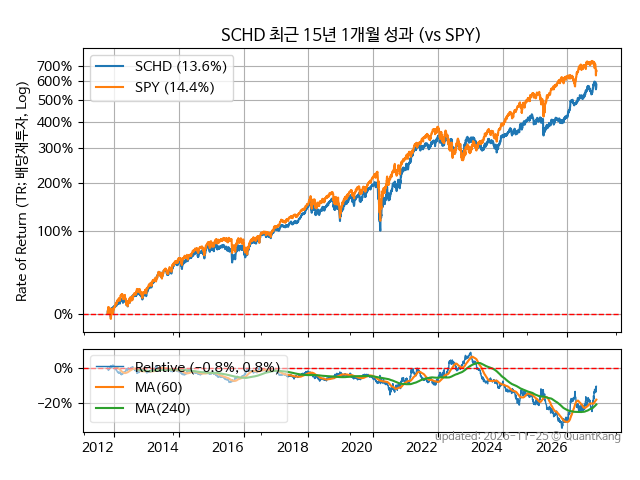 SCHD 최근 15년 1개월 성과 (vs SPY)
Rate of Return (TR; 배당재투자, Log)
700%
600%
500%
400%
300%
200%
100%
0%
SCHD (13.6%)
SPY (14.4%)
0%
-20%
Relative (-0.8%, 0.8%)
MA(60)
MA(240)
2012 2014 2016 2018 2020 2022 2024 2026
Updated: 2026-11-25 © QuantKang